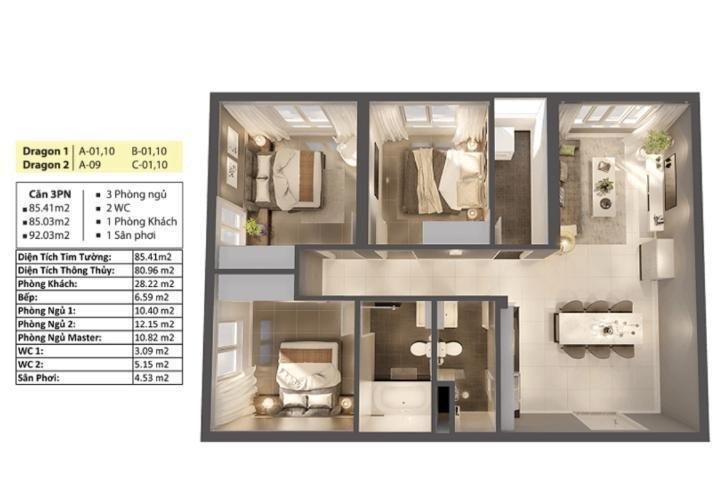 Dragon 1 A-01,10 B-01,10
Dragon 2 A-09 C-01,10
Căn 3PN
▪85.41m2
▪85.03m2
▪92.03m2
▪ 3 Phòng ngủ
▪ 2 WC
▪ 1 Phòng Khách
▪ 1 Sân phơi
Diện Tích Tim Tường: 85.41m2
Diện Tích Thông Thủy: 80.96 m2
Phòng Khách: 28.22 m2
Bếp: 6.59 m2
Phòng Ngủ 1: 10.40 m2
Phòng Ngủ 2: 12.15 m2
Phòng Ngủ Master: 10.82 m2
WC 1: 3.09 m2
WC 2: 5.15 m2
Sân Phơi: 4.53 m2